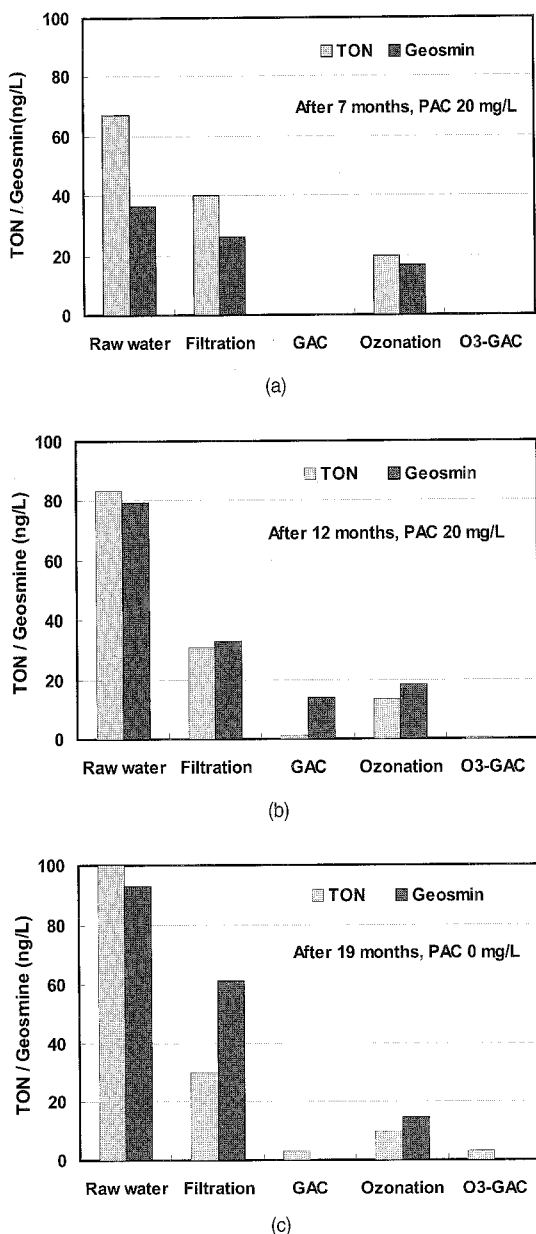 100
80
60
40
20
0
TON / Geosmin(ng/L)
TON Geosmin
After 7 months, PAC 20 mg/L
Raw water Filtration GAC Ozonation O3-GAC
(a)
100
80
60
40
20
0
TON / Geosmine (ng/L)
TON Geosmin
After 12 months, PAC 20 mg/L
Raw water Filtration GAC Ozonation O3-GAC
(b)
100
80
60
40
20
0
TON / Geosmine (ng/L)
TON Geosmin
After 19 months, PAC 0 mg/L
Raw water Filtration GAC Ozonation O3-GAC
(c)